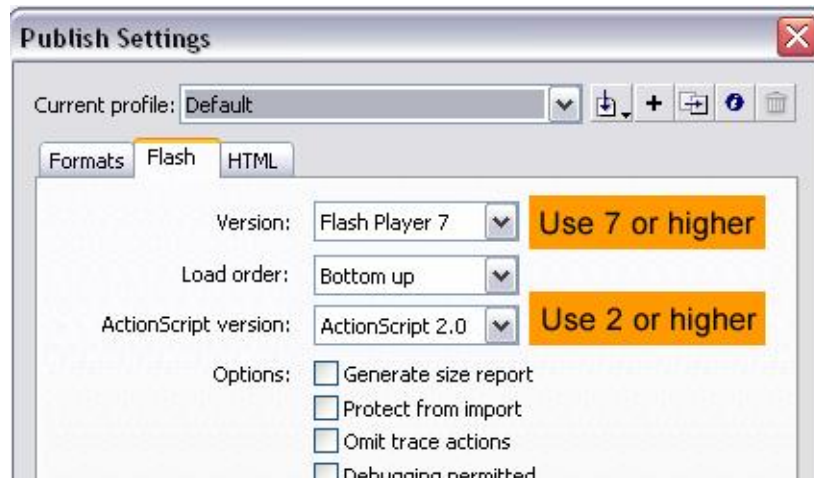 Publish Settings
Current profile: Default
Formats Flash HTML
Version: Flash Player 7 Use 7 or higher
Load order: Bottom up
ActionScript version: ActionScript 2.0 Use 2 or higher
Options: Generate size report
Protect from import
Omit trace actions
Debugging permitted